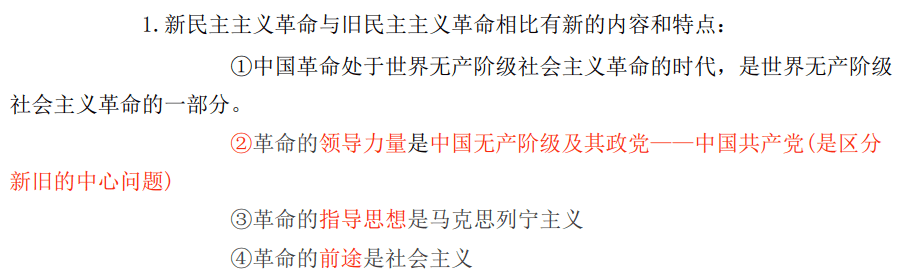 1.新民主主义革命与旧民主主义革命相比有新的内容和特点：
①中国革命处于世界无产阶级社会主义革命的时代，是世界无产阶级
社会主义革命的一部分。
②革命的领导力量是中国无产阶级及其政党——中国共产党(是区分
新旧的中心问题)
③革命的指导思想是马克思列宁主义
④革命的前途是社会主义